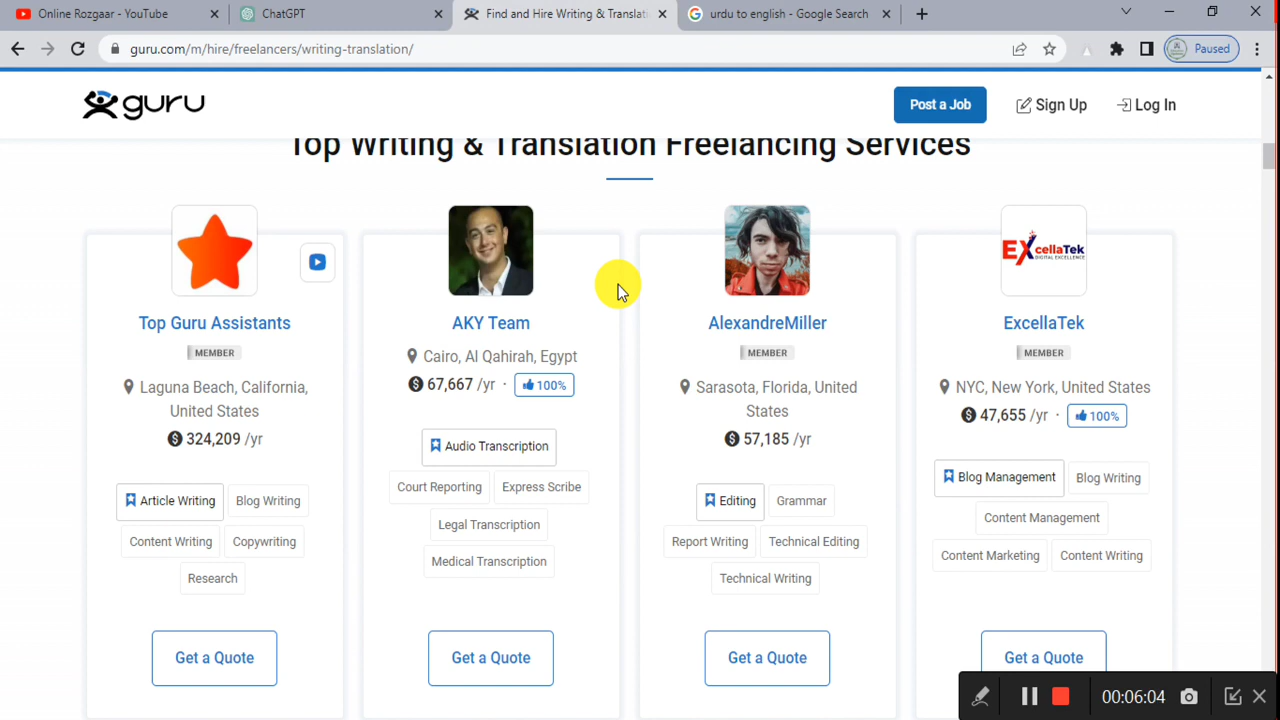 Online Rozgaar - YouTube
ChatGPT
Find and Hire Writing & Translati
urdu to english - Google Search
guru.com/m/hire/freelancers/writing-translation/
Paused
guru
Post a Job
Sign Up
Log In
Top Writing & Translation Freelancing Services
Top Guru Assistants
MEMBER
Laguna Beach, California,
United States
324,209 /yr
Article Writing
Blog Writing
Content Writing
Copywriting
Research
Get a Quote
AKY Team
Cairo, Al Qahirah, Egypt
67,667 /yr · 100%
Audio Transcription
Court Reporting
Express Scribe
Legal Transcription
Medical Transcription
Get a Quote
AlexandreMiller
MEMBER
Sarasota, Florida, United
States
57,185 /yr
Editing
Grammar
Report Writing
Technical Editing
Technical Writing
Get a Quote
EXcellaTek
DIGITAL EXCELLENCE
ExcellaTek
MEMBER
NYC, New York, United States
47,655 /yr · 100%
Blog Management
Blog Writing
Content Management
Content Marketing
Content Writing
Get a Quote
00:06:04